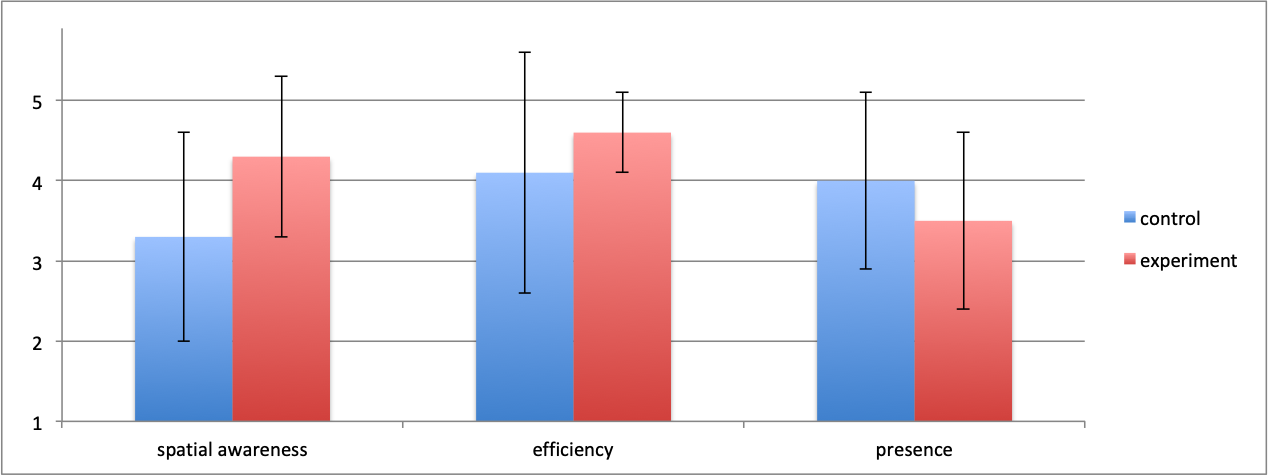 5
4
3
2
1
spatial awareness
efficiency
presence
control
experiment